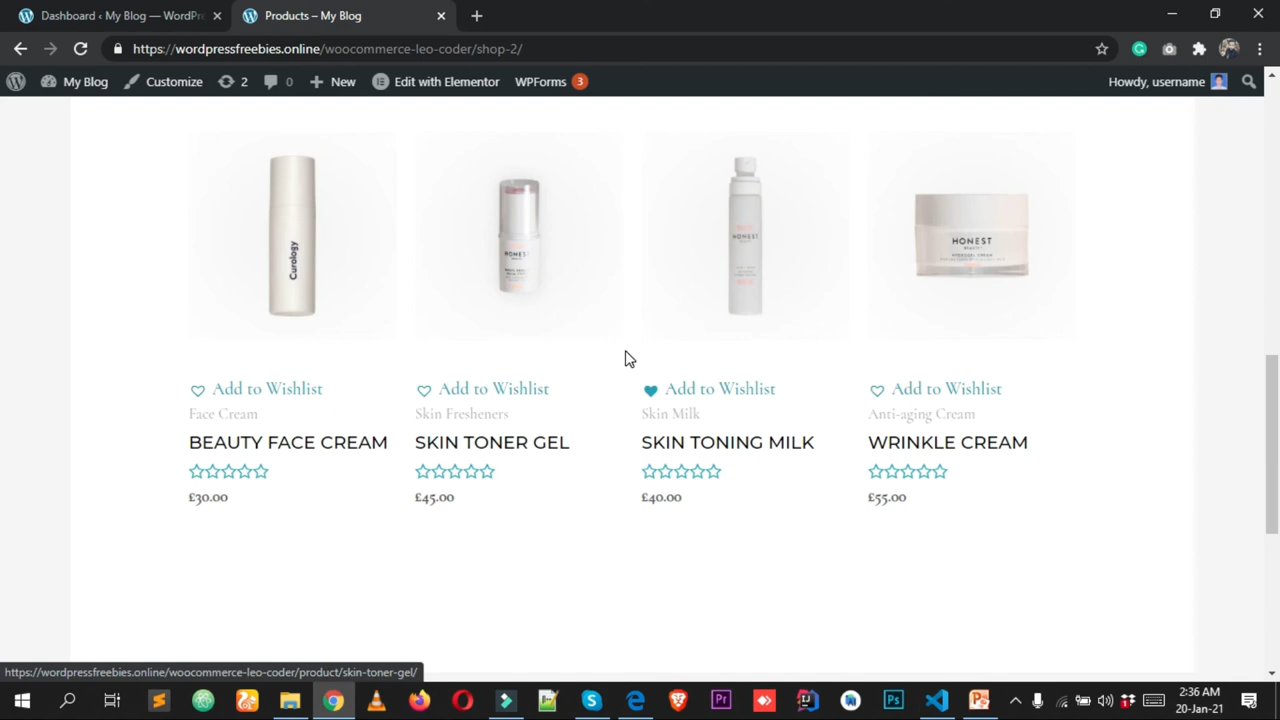 Dashboard ‹ My Blog — WordPr
Products – My Blog
https://wordpressfreebies.online/woocommerce-leo-coder/shop-2/
My Blog
Customize
2
0
New
Edit with Elementor
WPForms 3
Howdy, username
Curology
HONEST
HONEST
HONEST
Add to Wishlist
Add to Wishlist
Add to Wishlist
Add to Wishlist
Face Cream
Skin Fresheners
Skin Milk
Anti-aging Cream
BEAUTY FACE CREAM
SKIN TONER GEL
SKIN TONING MILK
WRINKLE CREAM
£30.00
£45.00
£40.00
£55.00
https://wordpressfreebies.online/woocommerce-leo-coder/product/skin-toner-gel/
2:36 AM
20-Jan-21